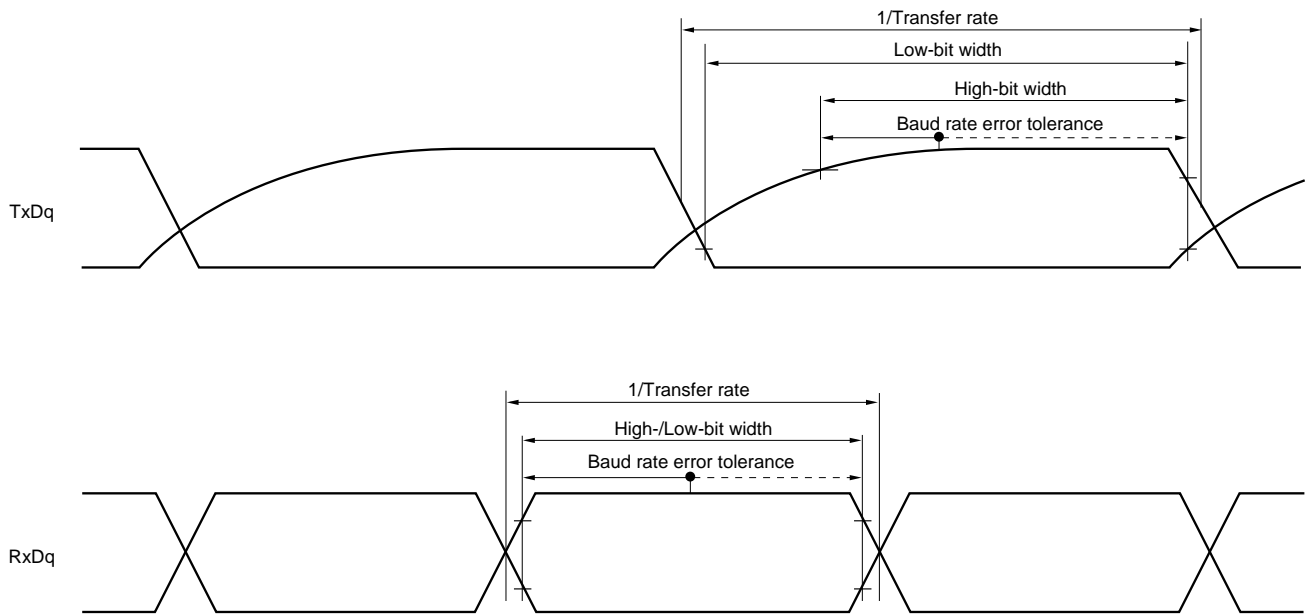 1/Transfer rate
Low-bit width
High-bit width
Baud rate error tolerance
TxDq
1/Transfer rate
High-/Low-bit width
Baud rate error tolerance
RxDq